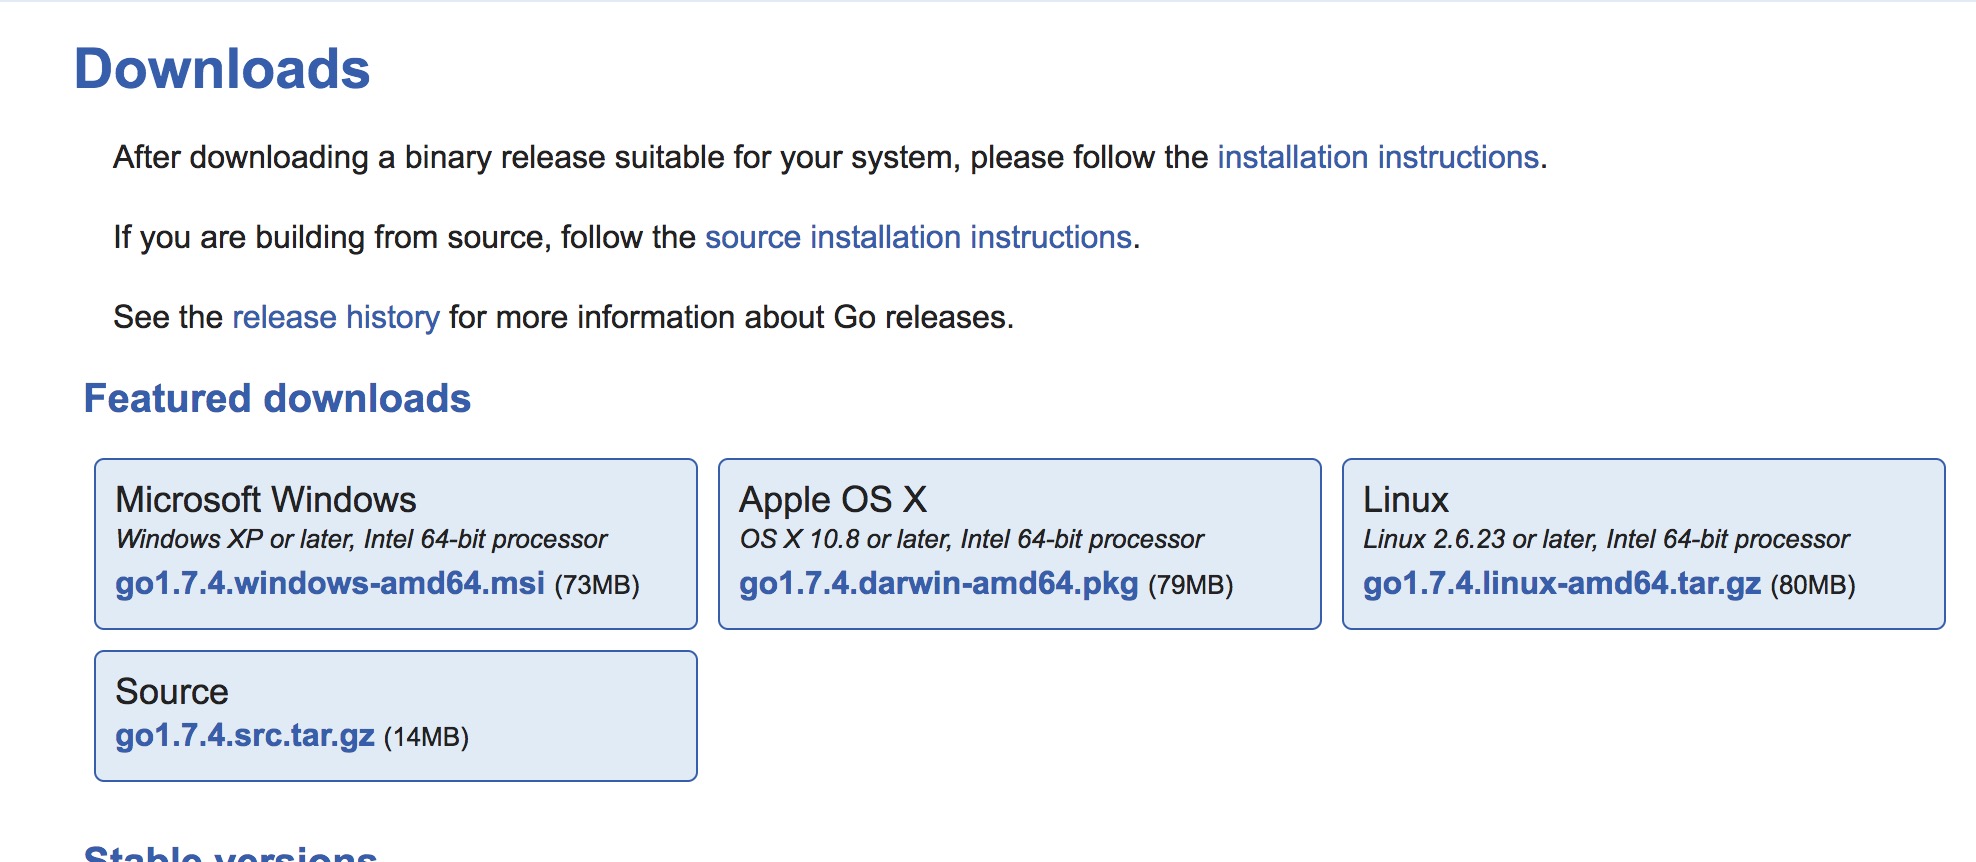 Downloads
After downloading a binary release suitable for your system, please follow the installation instructions.
If you are building from source, follow the source installation instructions.
See the release history for more information about Go releases.
Featured downloads
Microsoft Windows
Windows XP or later, Intel 64-bit processor
go1.7.4.windows-amd64.msi (73MB)
Apple OS X
OS X 10.8 or later, Intel 64-bit processor
go1.7.4.darwin-amd64.pkg (79MB)
Linux
Linux 2.6.23 or later, Intel 64-bit processor
go1.7.4.linux-amd64.tar.gz (80MB)
Source
go1.7.4.src.tar.gz (14MB)
Stable versions